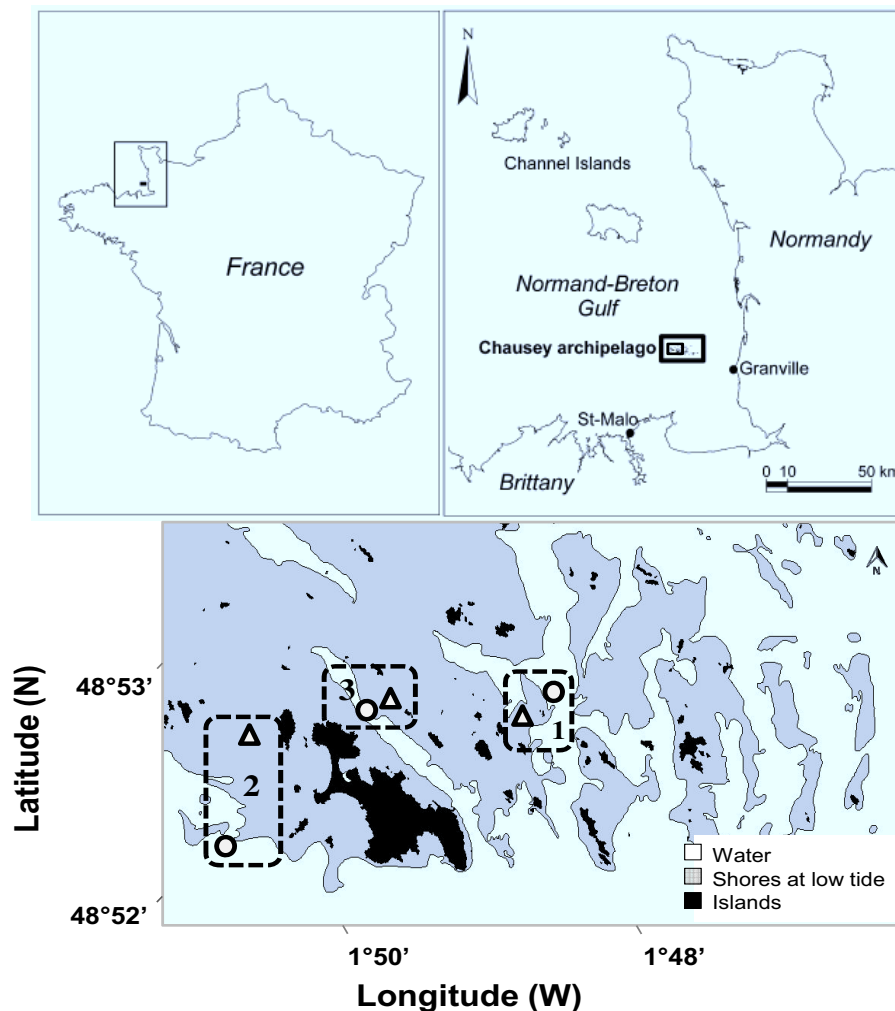 France
N
Channel Islands
Normandy
Normand-Breton
Gulf
Chausey archipelago
Granville
St-Malo
Brittany
0 10 50 km
N
48°53’
3
1
2
Latitude (N)
Water
Shores at low tide
Islands
48°52’
1°50’ 1°48’
Longitude (W)